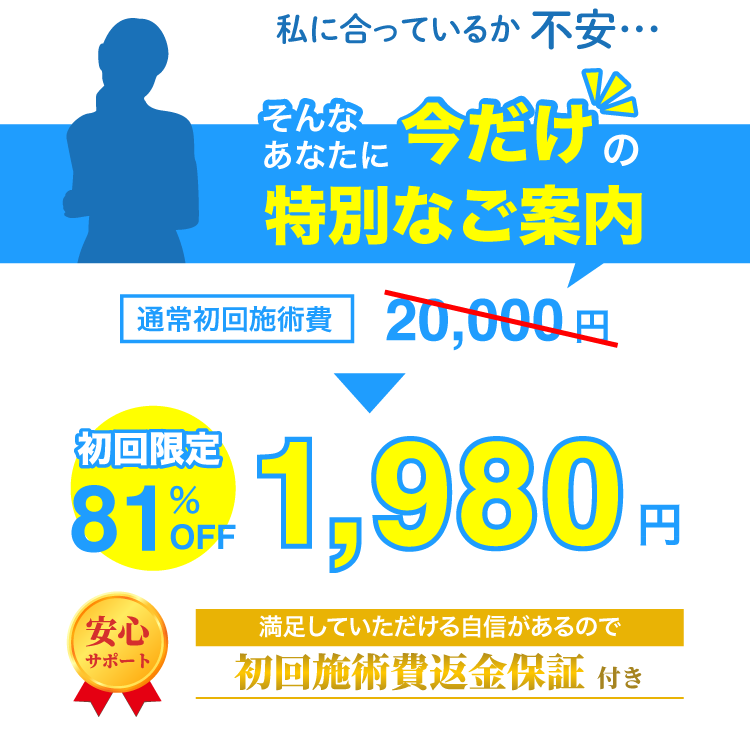 私に合っているか 不安…
そんな
あなたに
今だけの
特別なご案内
通常初回施術費
20,000円
初回限定
81%OFF
1,980円
安心
サポート
満足していただける自信があるので
初回施術費返金保証 付き